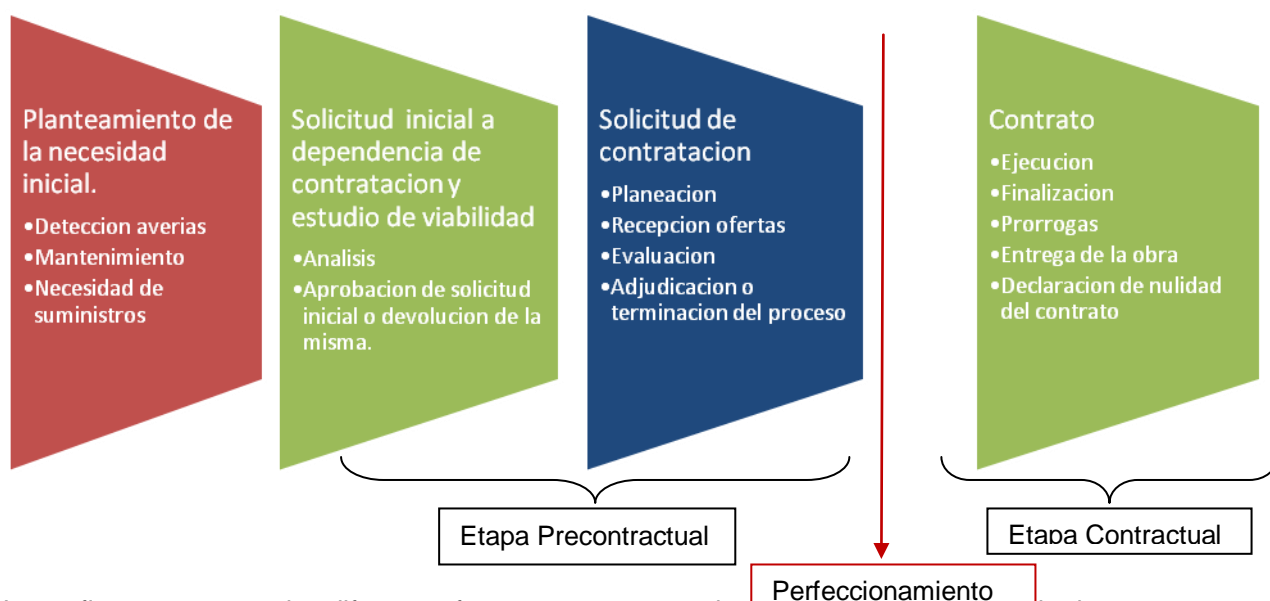 Planteamiento de
la necesidad
inicial.
•Deteccion averias
•Mantenimiento
•Necesidad de
suministros
Solicitud inicial a
dependencia de
contratacion y
estudio de viabilidad
•Analisis
•Aprobacion de solicitud
inicial o devolucion de la
misma.
Solicitud de
contratacion
•Planeacion
•Recepcion ofertas
•Evaluacion
•Adjudicacion o
terminacion del proceso
Contrato
•Ejecucion
•Finalizacion
•Prorrogas
•Entrega de la obra
•Declaracion de nulidad
del contrato
Etapa Precontractual
Etapa Contractual
Perfeccionamiento